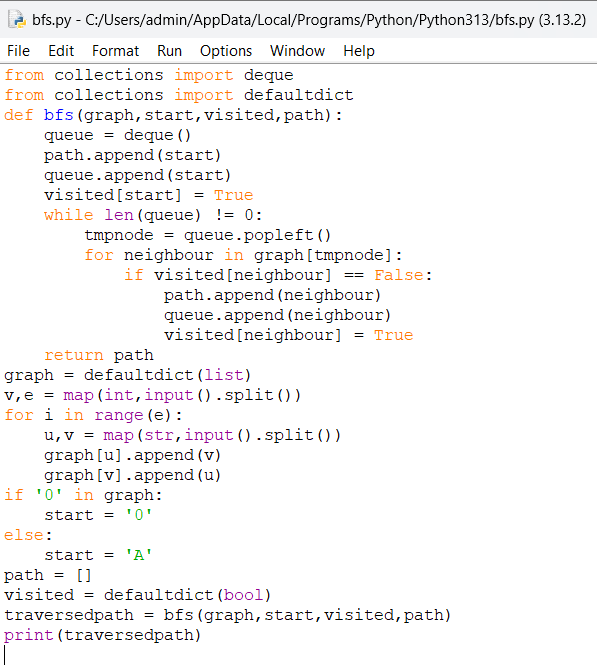 bfs.py - C:/Users/admin/AppData/Local/Programs/Python/Python313/bfs.py (3.13.2)
File Edit Format Run Options Window Help
from collections import deque
from collections import defaultdict
def bfs(graph,start,visited,path):
    queue = deque()
    path.append(start)
    queue.append(start)
    visited[start] = True
    while len(queue) != 0:
        tmpnode = queue.popleft()
        for neighbour in graph[tmpnode]:
            if visited[neighbour] == False:
                path.append(neighbour)
                queue.append(neighbour)
                visited[neighbour] = True
    return path
graph = defaultdict(list)
v,e = map(int,input().split())
for i in range(e):
    u,v = map(str,input().split())
    graph[u].append(v)
    graph[v].append(u)
if '0' in graph:
    start = '0'
else:
    start = 'A'
path = []
visited = defaultdict(bool)
traversedpath = bfs(graph,start,visited,path)
print(traversedpath)